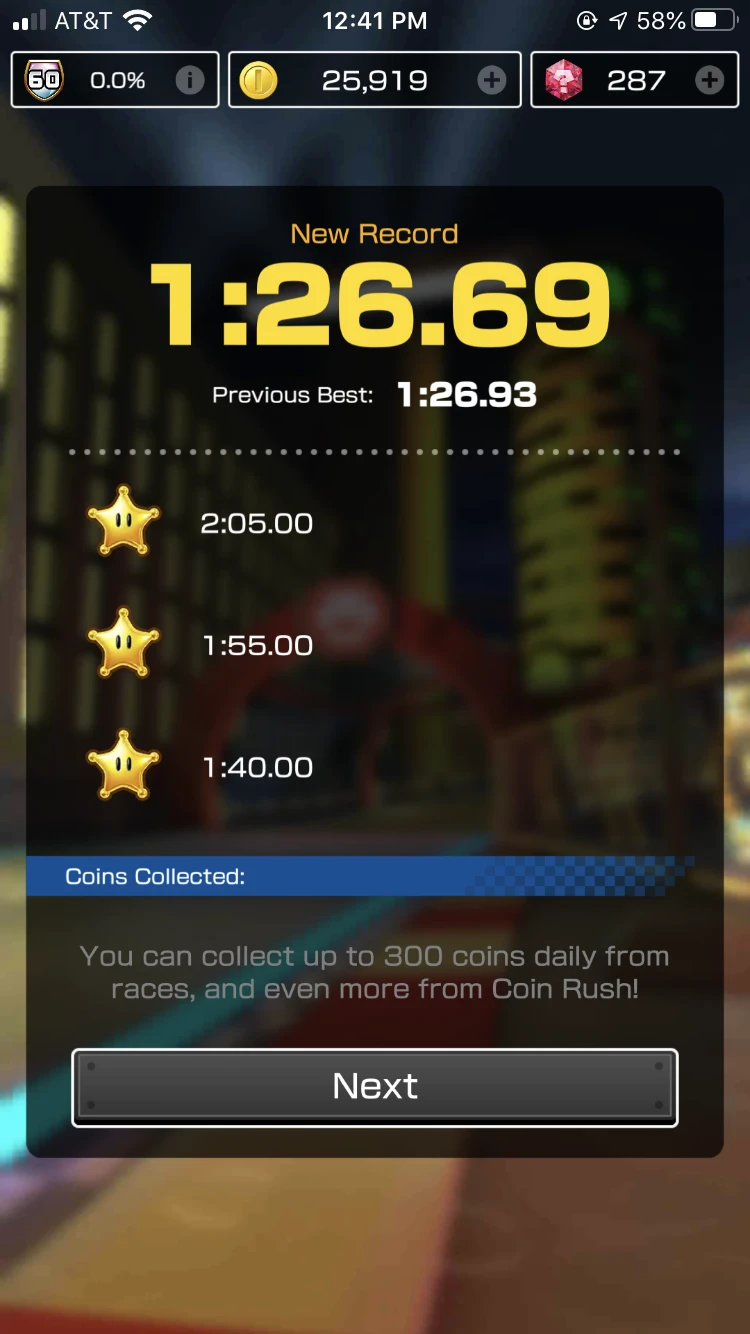 AT&T 12:41 PM 58%
60 0.0% i 25,919 + 287 +
New Record
1:26.69
Previous Best: 1:26.93
2:05.00
1:55.00
1:40.00
Coins Collected:
You can collect up to 300 coins daily from
races, and even more from Coin Rush!
Next